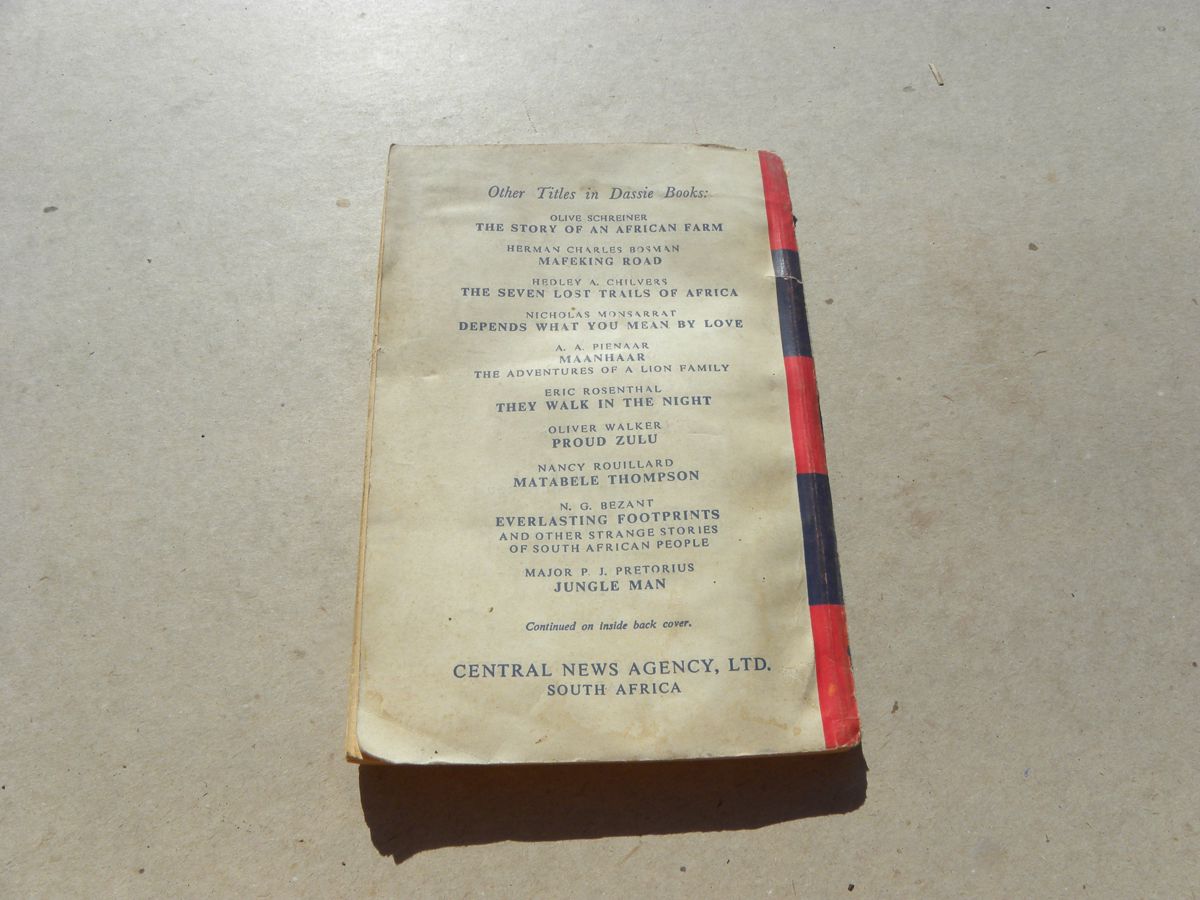 Other Titles in Dassie Books:
OLIVE SCHREINER
THE STORY OF AN AFRICAN FARM
HERMAN CHARLES BOSMAN
MAFEKING ROAD
HEDLEY A. CHILVERS
THE SEVEN LOST TRAILS OF AFRICA
NICHOLAS MONSARRAT
DEPENDS WHAT YOU MEAN BY LOVE
A. A. PIENAAR
MAANHAAR
THE ADVENTURES OF A LION FAMILY
ERIC ROSENTHAL
THEY WALK IN THE NIGHT
OLIVER WALKER
PROUD ZULU
NANCY ROUILLARD
MATABELE THOMPSON
N. G. BEZANT
EVERLASTING FOOTPRINTS
AND OTHER STRANGE STORIES
OF SOUTH AFRICAN PEOPLE
MAJOR P. J. PRETORIUS
JUNGLE MAN
Continued on inside back cover.
CENTRAL NEWS AGENCY, LTD.
SOUTH AFRICA